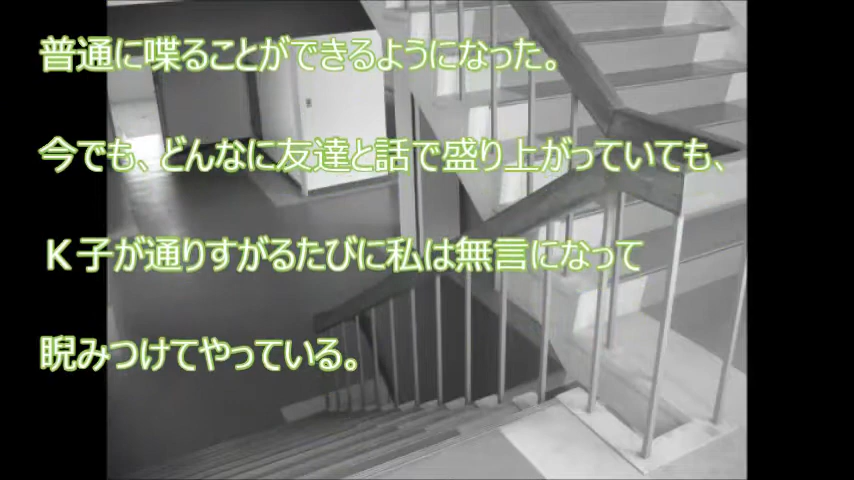 普通に喋ることができるようになった。
今でも、どんなに友達と話で盛り上がっていても、
Ｋ子が通りすがるたびに私は無言になって
睨みつけてやっている。